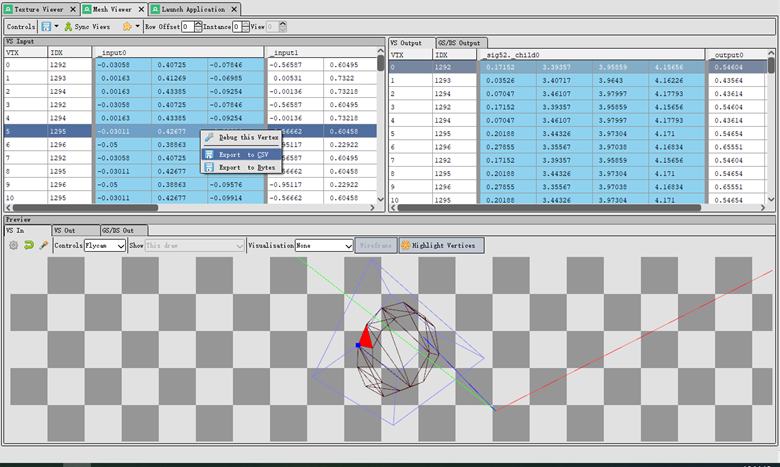 Texture Viewer Mesh Viewer Launch Application
Controls Sync Views Row Offset 0 Instance 0 View 0
VS Input
VTX IDX _input0 _input1
0 1292 -0.03058 0.40725 -0.07846 -0.56587 0.60495
1 1293 0.00163 0.41269 -0.06985 0.00531 0.7322
2 1294 0.00163 0.43385 -0.09254 -0.00136 0.60404
3 1292 -0.03058 0.40725 -0.07846 -0.56587 0.60495
4 1294 0.00163 0.43385 -0.09254 -0.00136 0.60404
5 1295 -0.03011 0.42677 -0.56662 0.60458
6 1296 -0.05 0.38863 -0.95117 0.22922
7 1292 -0.03058 0.40725 -0.56587 0.60495
8 1295 -0.03011 0.42677 -0.56662 0.60458
9 1296 -0.05 0.38863 -0.09576 -0.95117 0.22922
10 1295 -0.03011 0.42677 -0.09914 -0.56662 0.60458
Debug this Vertex
Export to CSV
Export to Bytes
VS Output GS/DS Output
VTX IDX _sig52._child0 _output0
0 1292 0.17152 3.39357 3.95859 4.15656 0.54604
1 1293 0.03526 3.40717 3.9643 4.16226 0.43564
2 1294 0.07047 3.46107 3.97997 4.17793 0.43614
3 1292 0.17152 3.39357 3.95859 4.15656 0.54604
4 1294 0.07047 3.46107 3.97997 4.17793 0.43614
5 1295 0.20188 3.44326 3.97304 4.171 0.54654
6 1296 0.27855 3.35567 3.97038 4.16834 0.65551
7 1292 0.17152 3.39357 3.95859 4.15656 0.54604
8 1295 0.20188 3.44326 3.97304 4.171 0.54654
9 1296 0.27855 3.35567 3.97038 4.16834 0.65551
10 1295 0.20188 3.44326 3.97304 4.171 0.54654
Preview
VS In VS Out GS/DS Out
Controls Flycam Show This draw Visualisation None Wireframe Highlight Vertices